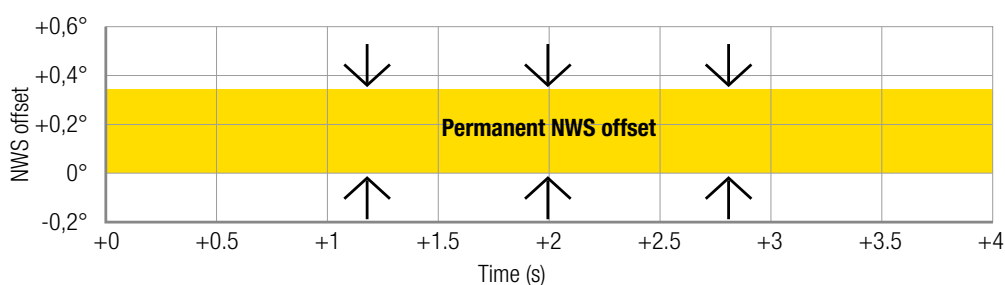 +0,6°
+0,4°
+0,2°
0°
-0,2°
NWS offset
Permanent NWS offset
+0 +0.5 +1 +1.5 +2 +2.5 +3 +3.5 +4
Time (s)